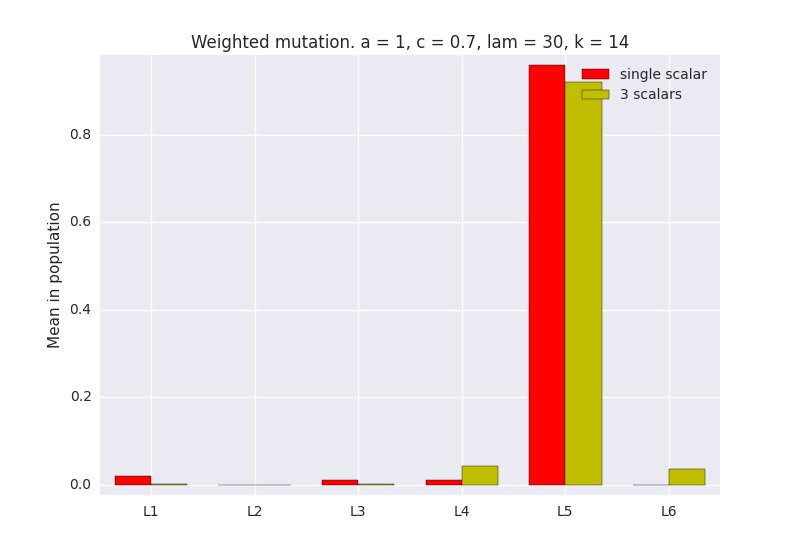 Weighted mutation. a = 1, c = 0.7, lam = 30, k = 14
single scalar
3 scalars
Mean in population
0.8
0.6
0.4
0.2
0.0
L1 L2 L3 L4 L5 L6